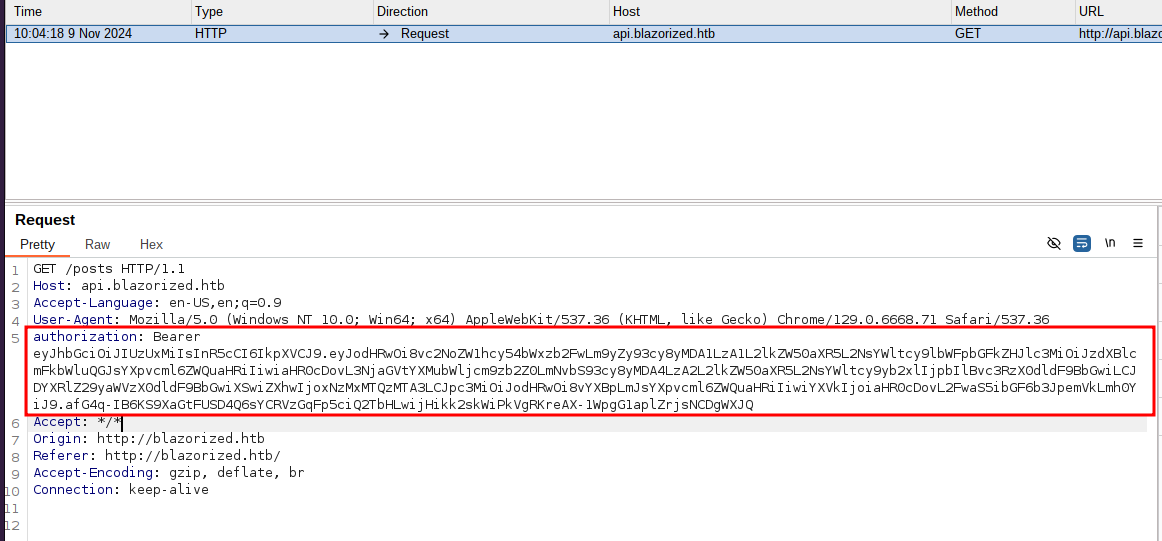 Time Type Direction Host Method URL
10:04:18 9 Nov 2024 HTTP → Request api.blazorized.htb GET http://api.blazo
Request
Pretty Raw Hex \n
1 GET /posts HTTP/1.1
2 Host: api.blazorized.htb
3 Accept-Language: en-US,en;q=0.9
4 User-Agent: Mozilla/5.0 (Windows NT 10.0; Win64; x64) AppleWebKit/537.36 (KHTML, like Gecko) Chrome/129.0.6668.71 Safari/537.36
5 authorization: Bearer
eyJhbGciOiJIUzUxMiIsInR5cCI6IkpXVCJ9.eyJodHRwOi8vc2NoZW1hcy54bWxzb2FwLm9yZy93cy8yMDA1LzA1L2lkZW50aXR5L2NsYWltcy9lbWFpbGFkZHJlc3MiOiJzdXBlc
mFkbWluQGJsYXpvcml6ZWQuaHRiIiwiaHR0cDovL3NjaGVtYXMubWljcm9zb2Z0LmNvbS93cy8yMDA4LzA2L2lkZW50aXR5L2NsYWltcy9yb2xlIjpbIlBvc3RzX0dldF9BbGwiLCJ
DYXRlZ29yaWVzX0dldF9BbGwiXSwiZXhwIjoxNzMxMTQzMTA3LCJpc3MiOiJodHRwOi8vYXBpLmJsYXpvcml6ZWQuaHRiIiwiYXVkIjoiaHR0cDovL2FwaS5ibGF6b3JpemVkLmh0Y
iJ9.afG4q-IB6KS9XaGtFUSD4Q6sYCRVzGqFp5ciQ2TbHLwijHikk2skWiPkVgRKreAX-1WpgG1aplZrjsNCDgWXJQ
6 Accept: */*
7 Origin: http://blazorized.htb
8 Referer: http://blazorized.htb/
9 Accept-Encoding: gzip, deflate, br
10 Connection: keep-alive
11
12